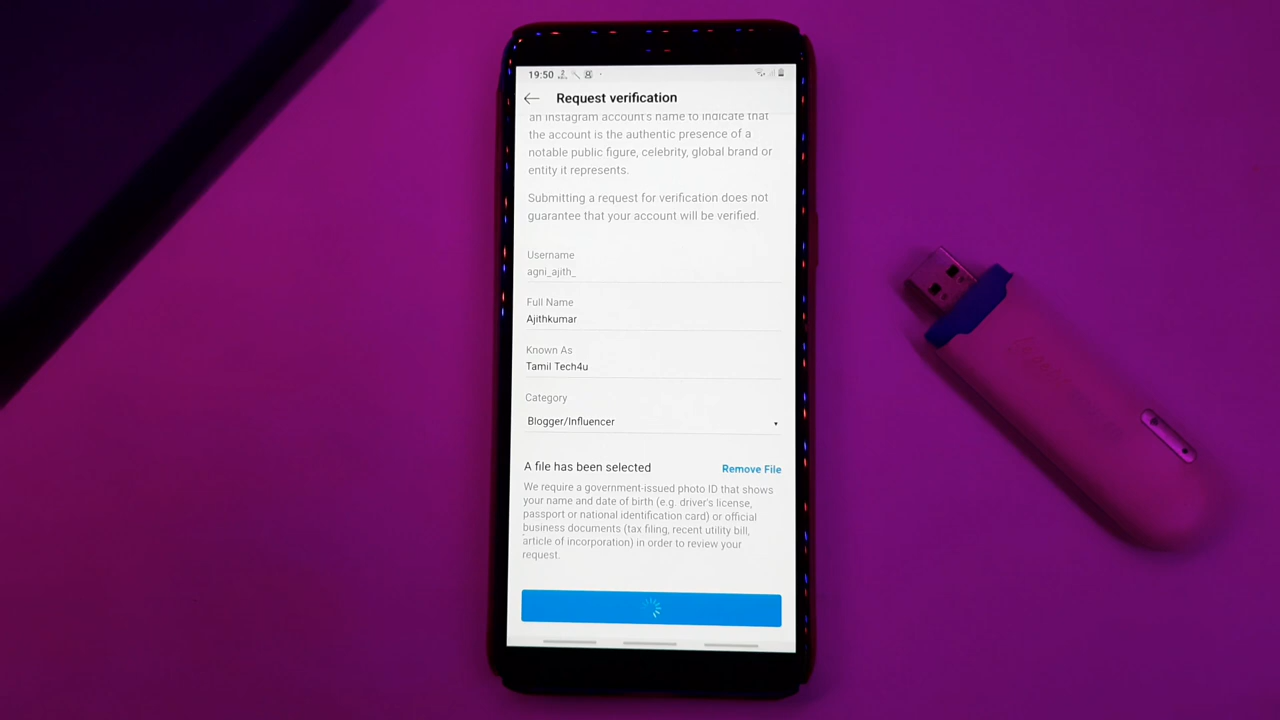 19:50
Request verification
an Instagram account's name to indicate that
the account is the authentic presence of a
notable public figure, celebrity, global brand or
entity it represents.
Submitting a request for verification does not
guarantee that your account will be verified.
Username
agni_ajith_
Full Name
Ajithkumar
Known As
Tamil Tech4u
Category
Blogger/Influencer
A file has been selected
Remove File
We require a government-issued photo ID that shows
your name and date of birth (e.g. driver's license,
passport or national identification card) or official
business documents (tax filing, recent utility bill,
article of incorporation) in order to review your
request.